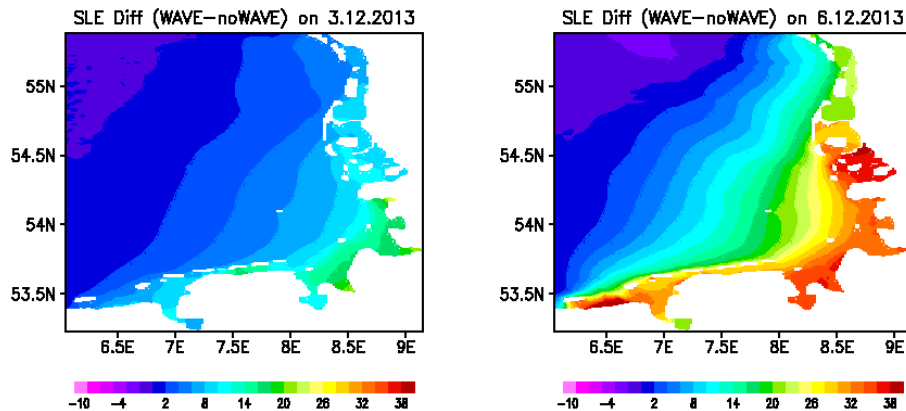 SLE Diff (WAVE−noWAVE) on 3.12.2013
55N
54.5N
54N
53.5N
6.5E 7E 7.5E 8E 8.5E 9E
−10 −4 2 8 14 20 26 32 38
SLE Diff (WAVE−noWAVE) on 6.12.2013
55N
54.5N
54N
53.5N
6.5E 7E 7.5E 8E 8.5E 9E
−10 −4 2 8 14 20 26 32 38